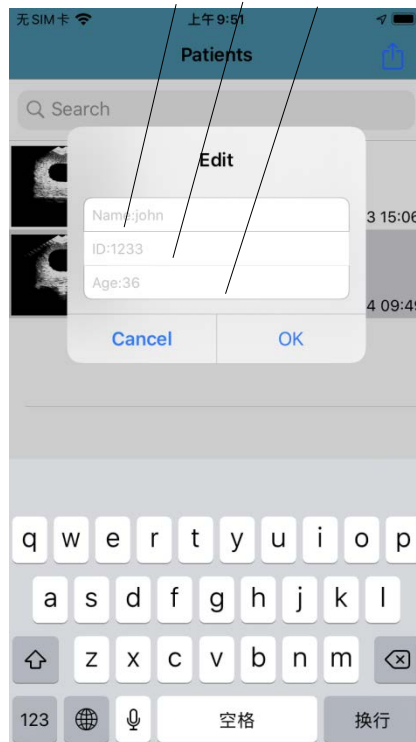 无SIM卡 上午9:51
Patients
Search
Edit
Name:john
3 15:06
ID:1233
Age:36
4 09:49
Cancel OK
q w e r t y u i o p
a s d f g h j k l
z x c v b n m
123 空格 换行